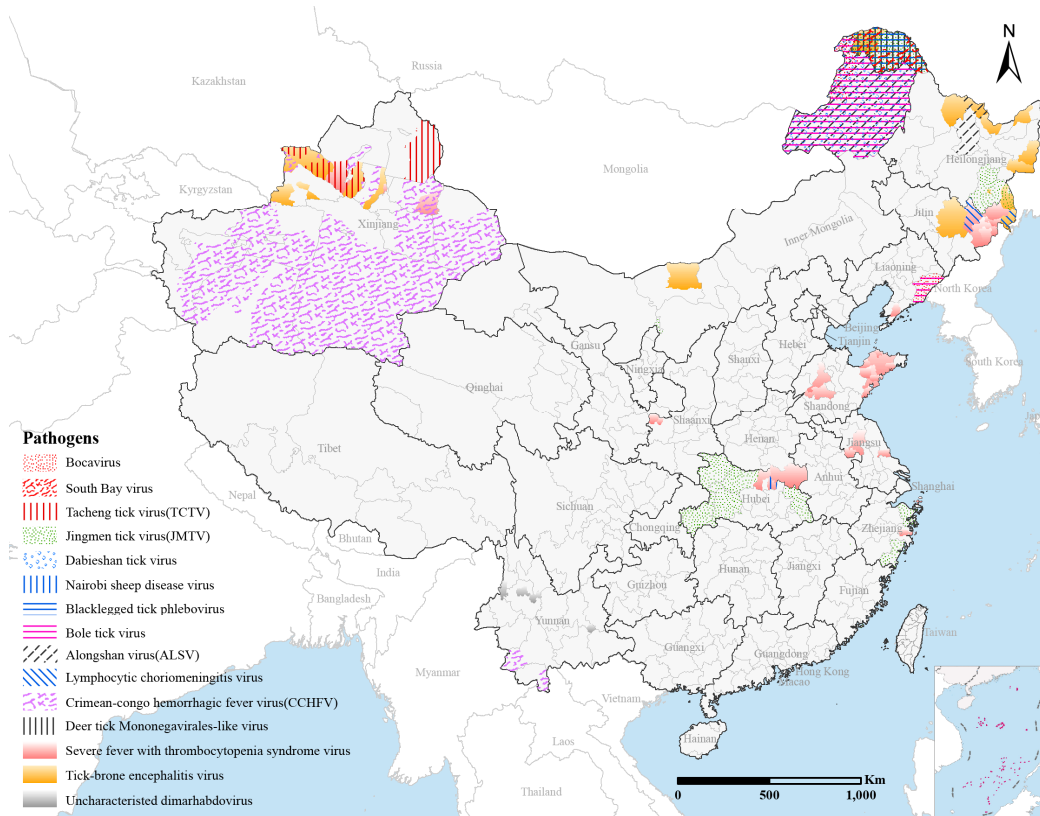 N
Russia
Kazakhstan
Mongolia
Kyrgyzstan
Heilongjiang
Xinjiang
Jilin
Inner Mongolia
Liaoning
North Korea
Beijing
Tianjin
Hebei
Gansu
Shanxi
South Korea
Ningxia
Qinghai
Shandong
Shaanxi
Henan
Jiangsu
Tibet
Anhui
Shanghai
Hubei
Sichuan
Chongqing
Zhejiang
Nepal
Bhutan
Hunan
Jiangxi
India
Guizhou
Fujian
Bangladesh
Yunnan
Taiwan
Guangxi
Guangdong
Hong Kong
Macao
Myanmar
Vietnam
Laos
Hainan
Thailand
Pathogens
Bocavirus
South Bay virus
Tacheng tick virus(TCTV)
Jingmen tick virus(JMTV)
Dabieshan tick virus
Nairobi sheep disease virus
Blacklegged tick phlebovirus
Bole tick virus
Alongshan virus(ALSV)
Lymphocytic choriomeningitis virus
Crimean-congo hemorrhagic fever virus(CCHFV)
Deer tick Mononegavirales-like virus
Severe fever with thrombocytopenia syndrome virus
Tick-brone encephalitis virus
Uncharacteristed dimarhabdovirus
Km
0 500 1,000